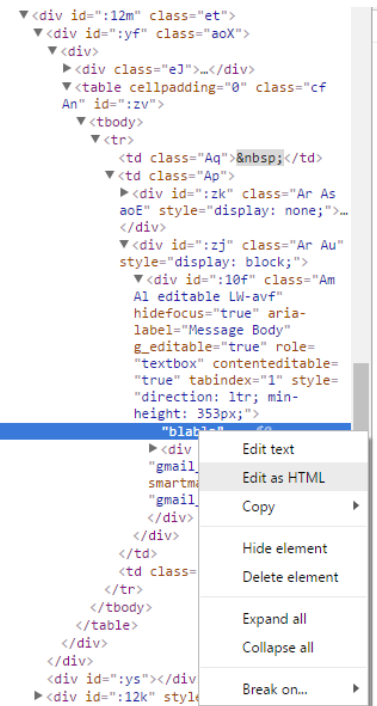 ▼<div id=":12m" class="et">
▼<div id=":yf" class="aoX">
▼<div>
▶<div class="eJ">…</div>
▼<table cellpadding="0" class="cf
An" id=":zv">
▼<tbody>
▼<tr>
<td class="Aq">&nbsp;</td>
▼<td class="Ap">
▶<div id=":zk" class="Ar As
aoE" style="display: none;">…
</div>
▼<div id=":zj" class="Ar Au"
style="display: block;">
▼<div id=":10f" class="Am
Al editable LW-avf"
hidefocus="true" aria-
label="Message Body"
g_editable="true" role=
"textbox" contenteditable=
"true" tabindex="1" style=
"direction: ltr; min-
height: 353px;">
▶<div
"gmail_
"gmail_
</div>
</div>
</td>
<td class=
</tr>
</tbody>
</table>
</div>
</div>
<div id=":ys"></div>
▶<div id=":12k" style
Edit text
Edit as HTML
Copy
Hide element
Delete element
Expand all
Collapse all
Break on...